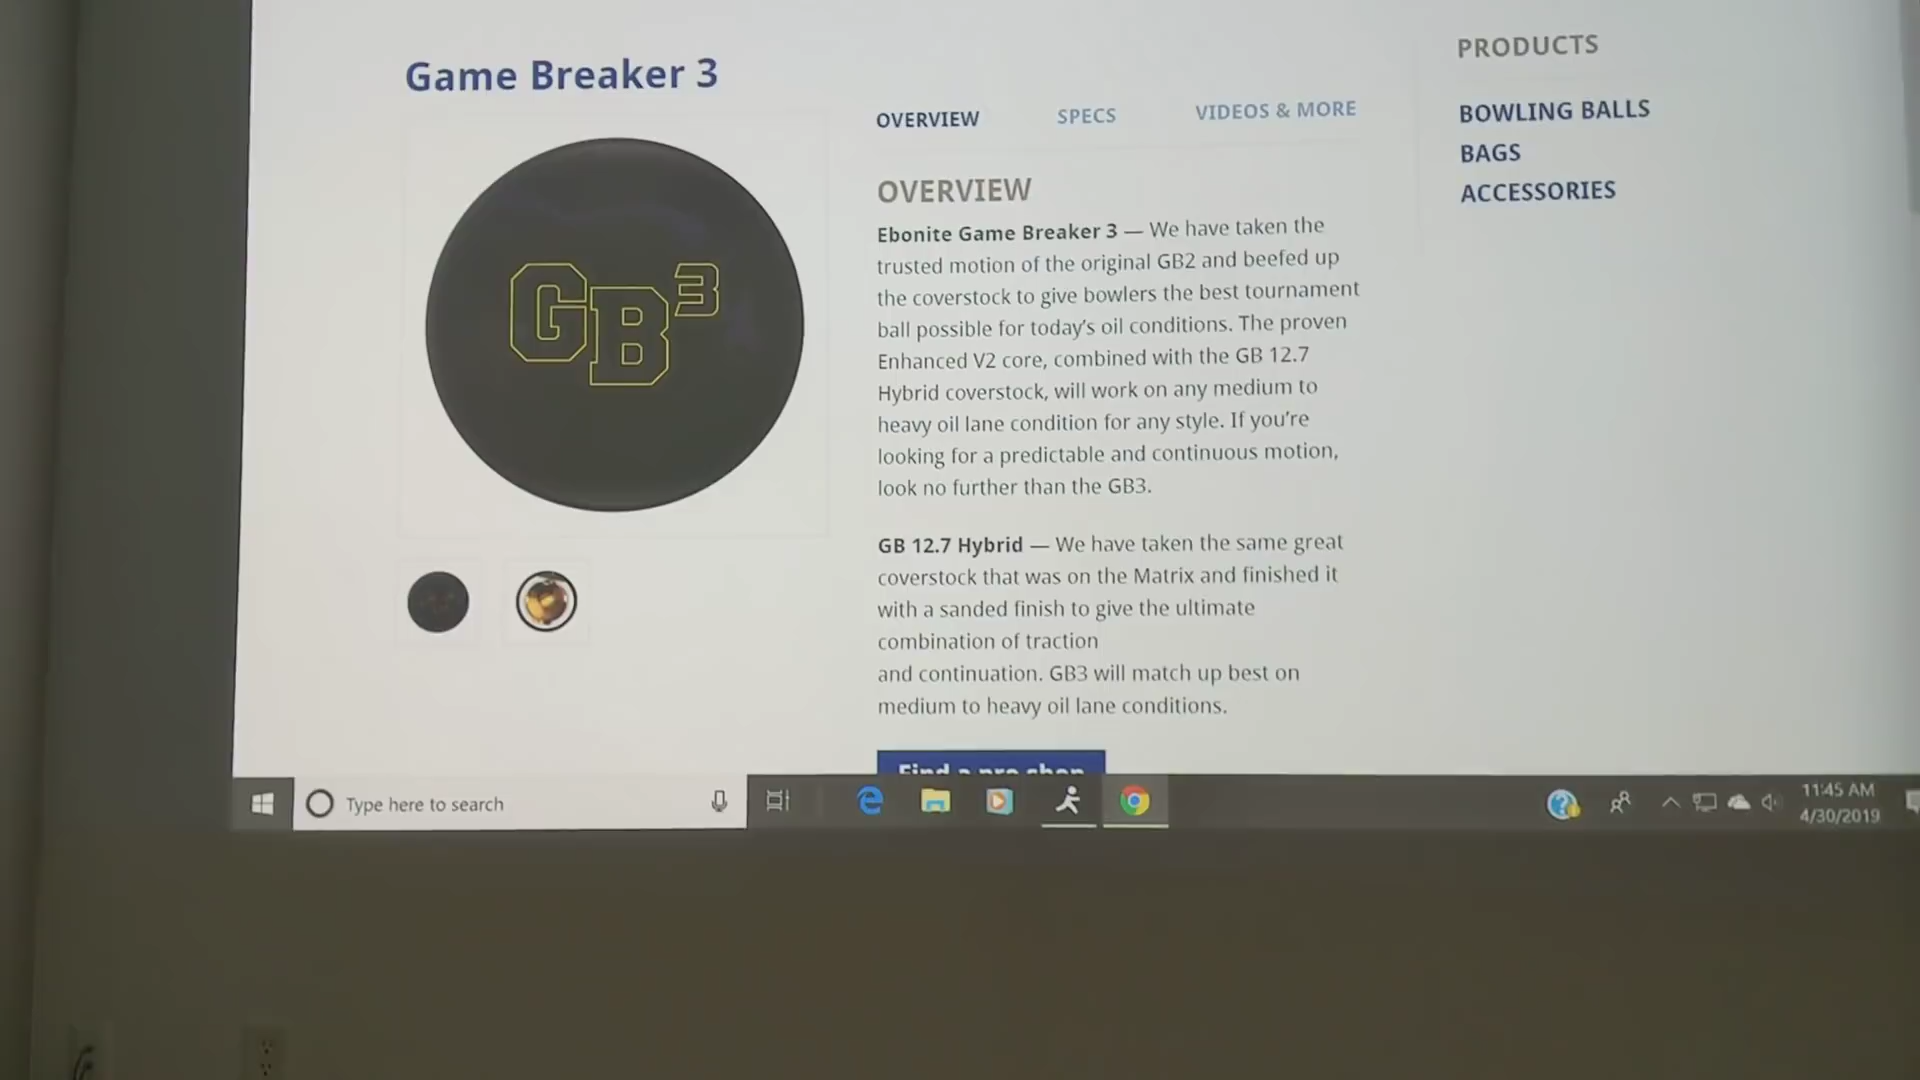 Game Breaker 3
GB3
OVERVIEW SPECS VIDEOS & MORE
OVERVIEW
Ebonite Game Breaker 3 — We have taken the
trusted motion of the original GB2 and beefed up
the coverstock to give bowlers the best tournament
ball possible for today's oil conditions. The proven
Enhanced V2 core, combined with the GB 12.7
Hybrid coverstock, will work on any medium to
heavy oil lane condition for any style. If you're
looking for a predictable and continuous motion,
look no further than the GB3.
GB 12.7 Hybrid — We have taken the same great
coverstock that was on the Matrix and finished it
with a sanded finish to give the ultimate
combination of traction
and continuation. GB3 will match up best on
medium to heavy oil lane conditions.
Find a pro shop
PRODUCTS
BOWLING BALLS
BAGS
ACCESSORIES
Type here to search
11:45 AM
4/30/2019